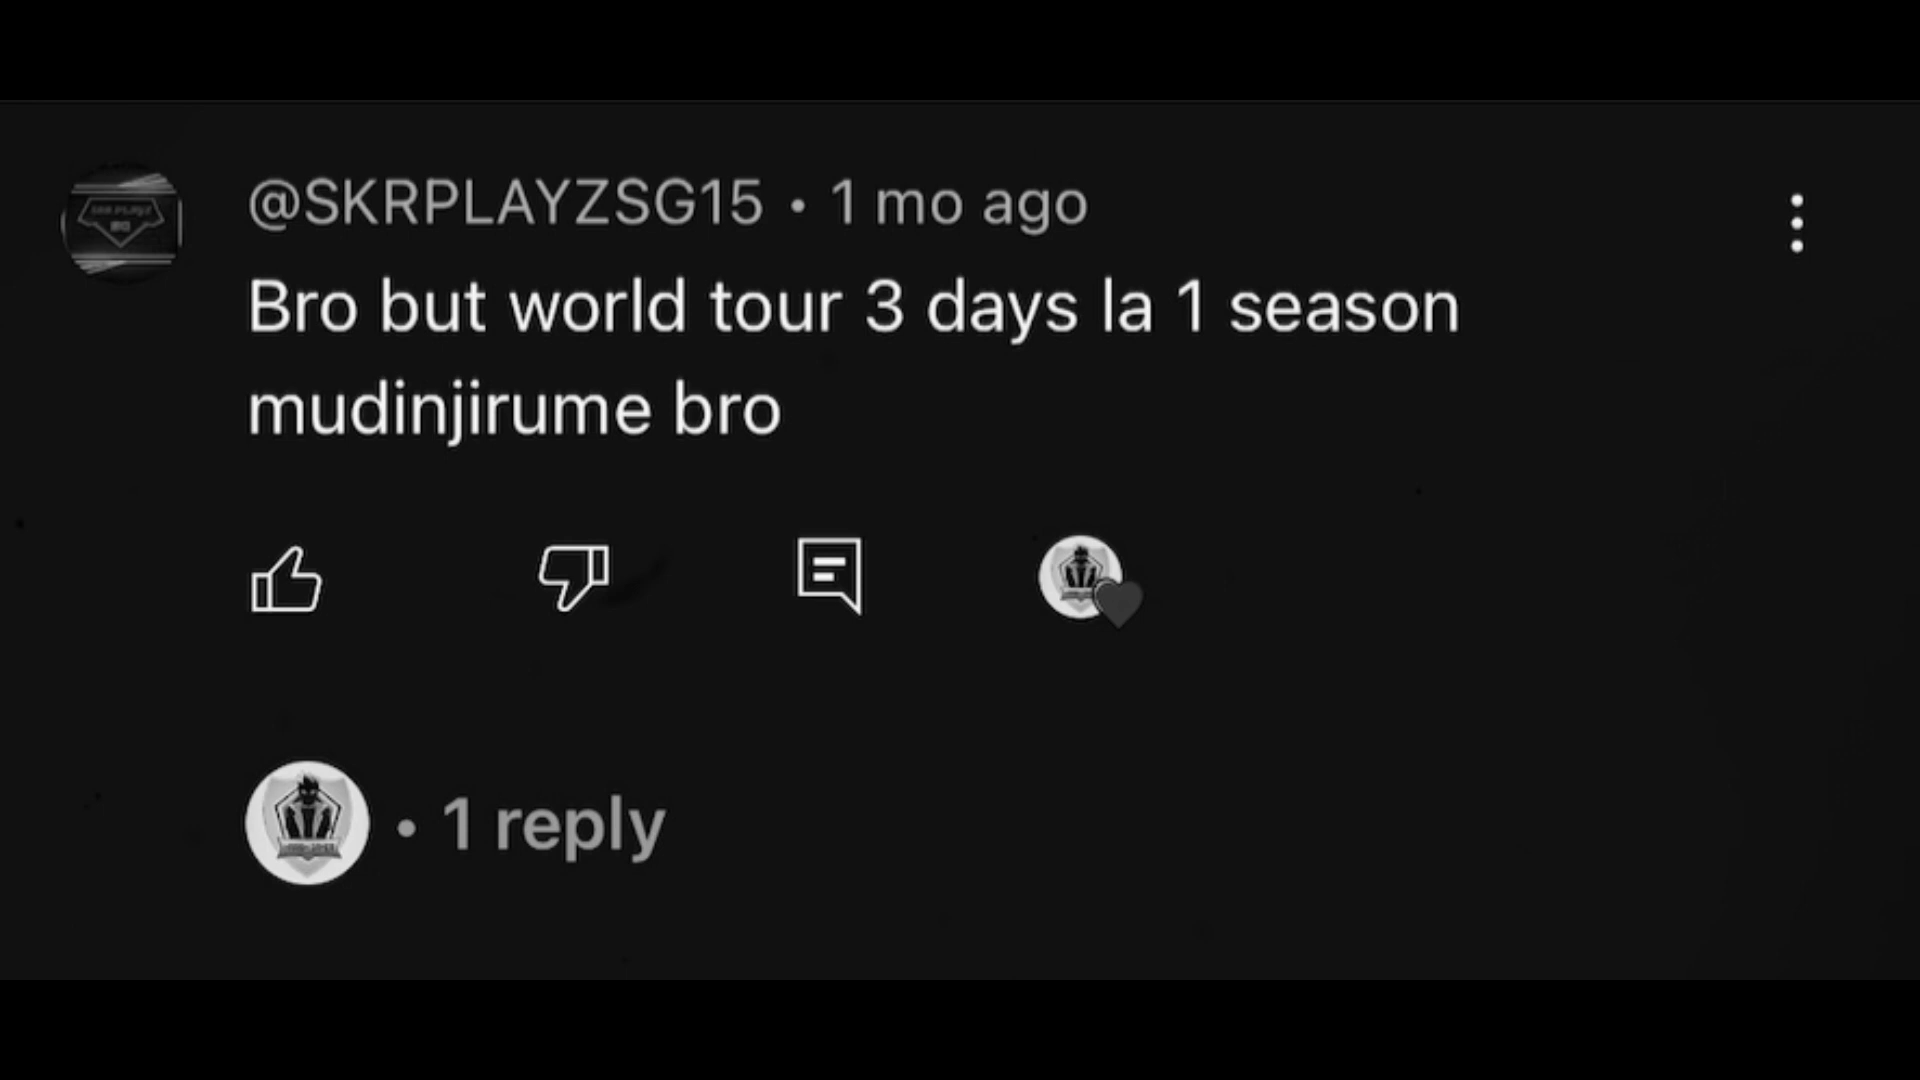 @SKRPLAYZSG15 • 1 mo ago
Bro but world tour 3 days la 1 season
mudinjirume bro
• 1 reply